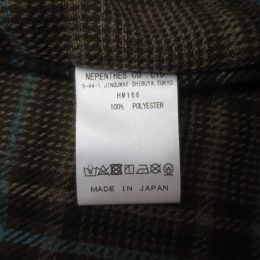 NEPENTHES CO., LTD
5-44-1, JINGUMAE, SHIBUYA, TOKYO
HM166
100% POLYESTER
MADE IN JAPAN